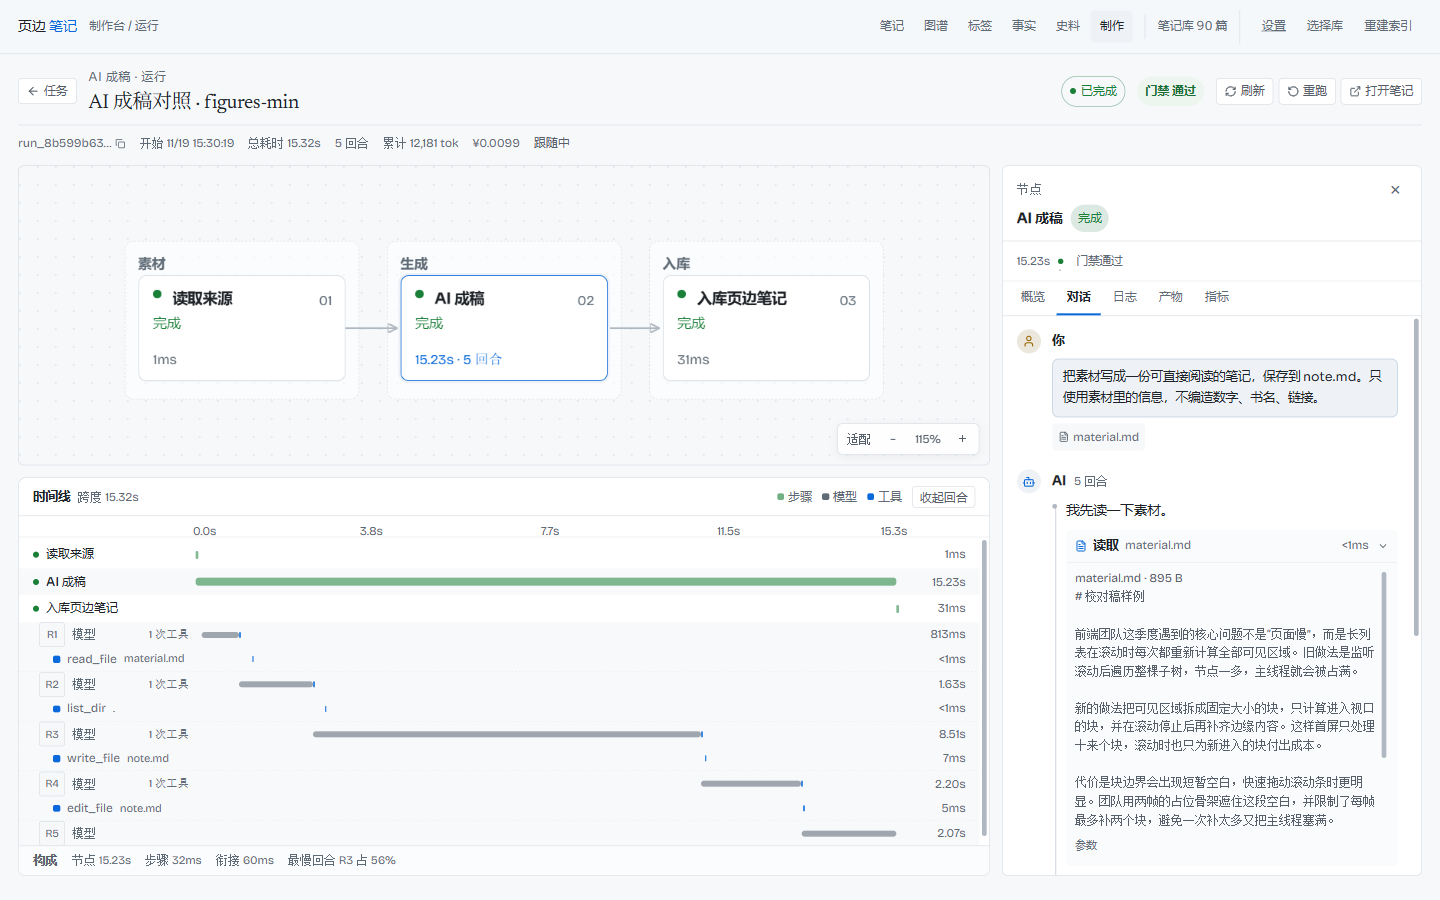 页边 笔记 制作台 / 运行 笔记 图谱 标签 事实 史料 制作 笔记库 90 篇 设置 选择库 重建索引
← 任务
AI 成稿 · 运行
AI 成稿对照 · figures-min
已完成 门禁 通过 刷新 重跑 打开笔记
run_8b599b63... 开始 11/19 15:30:19 总耗时 15.32s 5 回合 累计 12,181 tok ¥0.0099 跟随中
素材
读取来源 01
完成
1ms
生成
AI 成稿 02
完成
15.23s · 5 回合
入库
入库页边笔记 03
完成
31ms
适配 - 115% +
时间线 跨度 15.32s 步骤 模型 工具 收起回合
0.0s 3.8s 7.7s 11.5s 15.3s
读取来源 1ms
AI 成稿 15.23s
入库页边笔记 31ms
R1 模型 1 次工具 813ms
read_file material.md <1ms
R2 模型 1 次工具 1.63s
list_dir . <1ms
R3 模型 1 次工具 8.51s
write_file note.md 7ms
R4 模型 1 次工具 2.20s
edit_file note.md 5ms
R5 模型 2.07s
构成 节点 15.23s 步骤 32ms 衔接 60ms 最慢回合 R3 占 56%
节点
AI 成稿 完成
15.23s 门禁通过
概览 对话 日志 产物 指标
你
把素材写成一份可直接阅读的笔记，保存到 note.md。只
使用素材里的信息，不编造数字、书名、链接。
material.md
AI 5 回合
我先读一下素材。
读取 material.md <1ms
material.md · 895 B
# 校对稿样例
前端团队这季度遇到的核心问题不是“页面慢”，而是长列
表在滚动时每次都重新计算全部可见区域。旧做法是监听
滚动后遍历整棵子树，节点一多，主线程就会被占满。
新的做法把可见区域拆成固定大小的块，只计算进入视口
的块，并在滚动停止后再补齐边缘内容。这样首屏只处理
十来个块，滚动时也只为新进入的块付出成本。
代价是块边界会出现短暂空白，快速拖动滚动条时更明
显。团队用两帧的占位骨架遮住这段空白，并限制了每帧
最多补两个块，避免一次补太多又把主线程塞满。
参数